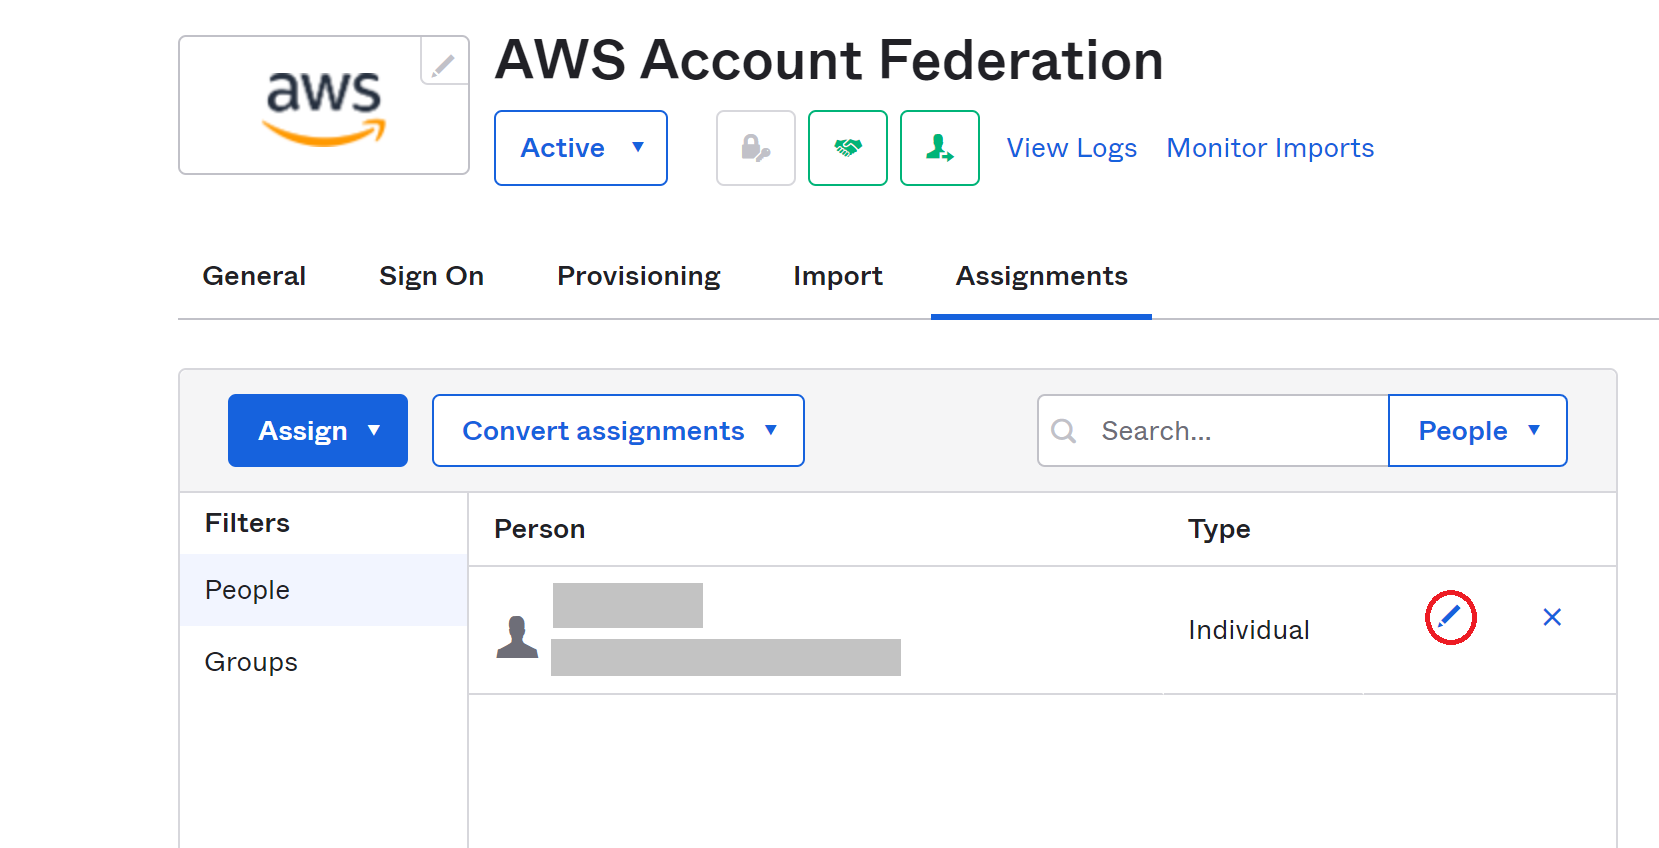 aws
AWS Account Federation
Active
View Logs
Monitor Imports
General
Sign On
Provisioning
Import
Assignments
Assign
Convert assignments
Search...
People
Filters
Person
Type
People
Individual
Groups